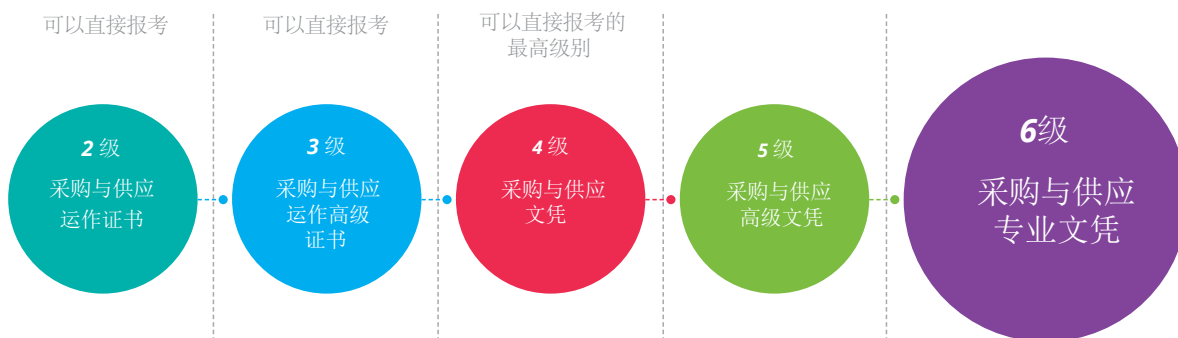 可以直接报考
可以直接报考
可以直接报考的
最高级别
2 级
采购与供应
运作证书
3 级
采购与供应
运作高级
证书
4 级
采购与供应
文凭
5 级
采购与供应
高级文凭
6级
采购与供应
专业文凭